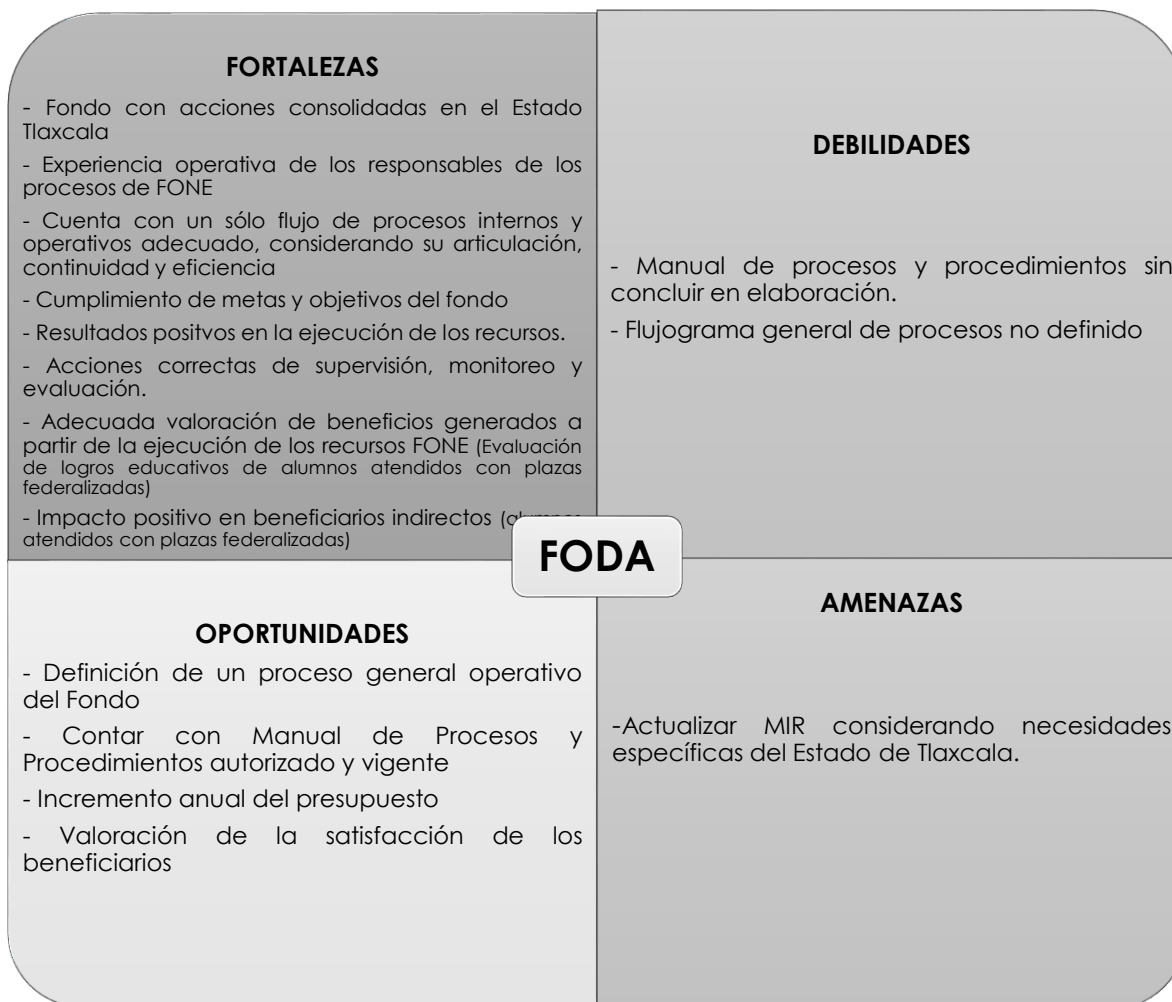 FORTALEZAS
- Fondo con acciones consolidadas en el Estado
Tlaxcala
- Experiencia operativa de los responsables de los
procesos de FONE
- Cuenta con un sólo flujo de procesos internos y
operativos adecuado, considerando su articulación,
continuidad y eficiencia
- Cumplimiento de metas y objetivos del fondo
- Resultados positvos en la ejecución de los recursos.
- Acciones correctas de supervisión, monitoreo y
evaluación.
- Adecuada valoración de beneficios generados a
partir de la ejecución de los recursos FONE (Evaluación
de logros educativos de alumnos atendidos con plazas
federalizadas)
- Impacto positivo en beneficiarios indirectos (alumnos
atendidos con plazas federalizadas)
DEBILIDADES
- Manual de procesos y procedimientos sin
concluir en elaboración.
- Flujograma general de procesos no definido
FODA
OPORTUNIDADES
- Definición de un proceso general operativo
del Fondo
- Contar con Manual de Procesos y
Procedimientos autorizado y vigente
- Incremento anual del presupuesto
- Valoración de la satisfacción de los
beneficiarios
AMENAZAS
-Actualizar MIR considerando necesidades
específicas del Estado de Tlaxcala.